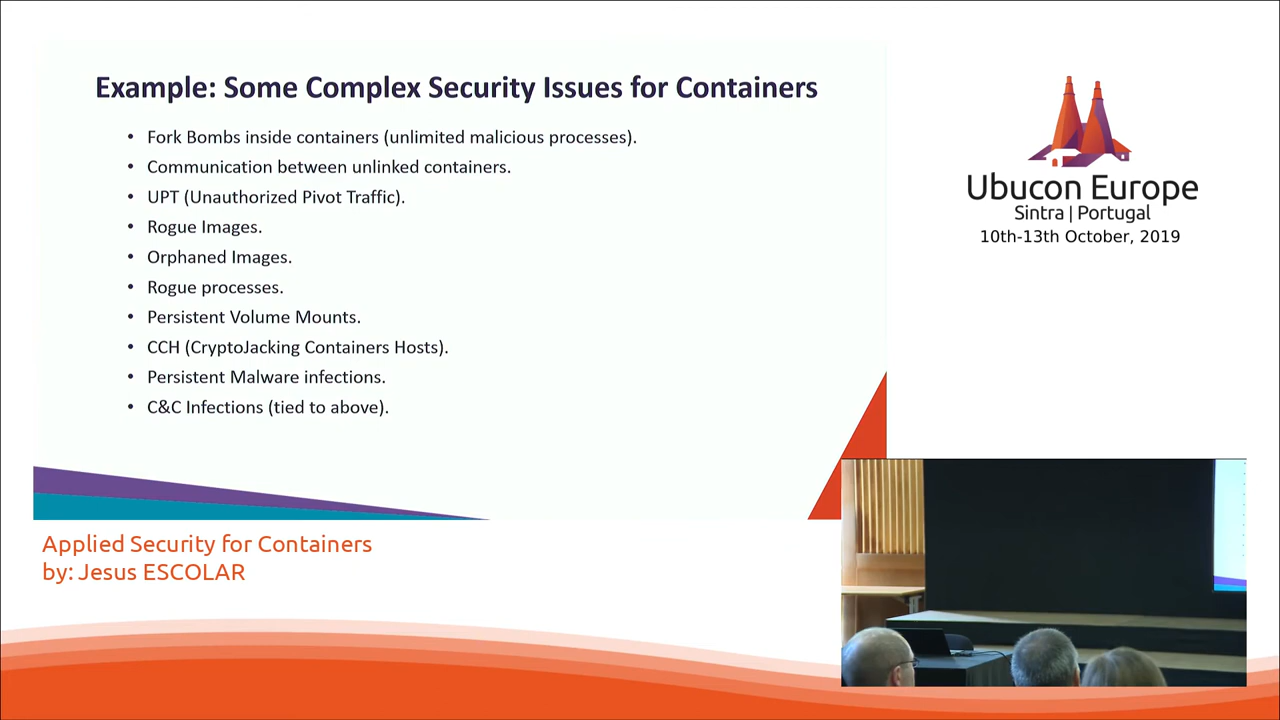 Example: Some Complex Security Issues for Containers
• Fork Bombs inside containers (unlimited malicious processes).
• Communication between unlinked containers.
• UPT (Unauthorized Pivot Traffic).
• Rogue Images.
• Orphaned Images.
• Rogue processes.
• Persistent Volume Mounts.
• CCH (CryptoJacking Containers Hosts).
• Persistent Malware infections.
• C&C Infections (tied to above).
Ubucon Europe
Sintra | Portugal
10th-13th October, 2019
Applied Security for Containers
by: Jesus ESCOLAR